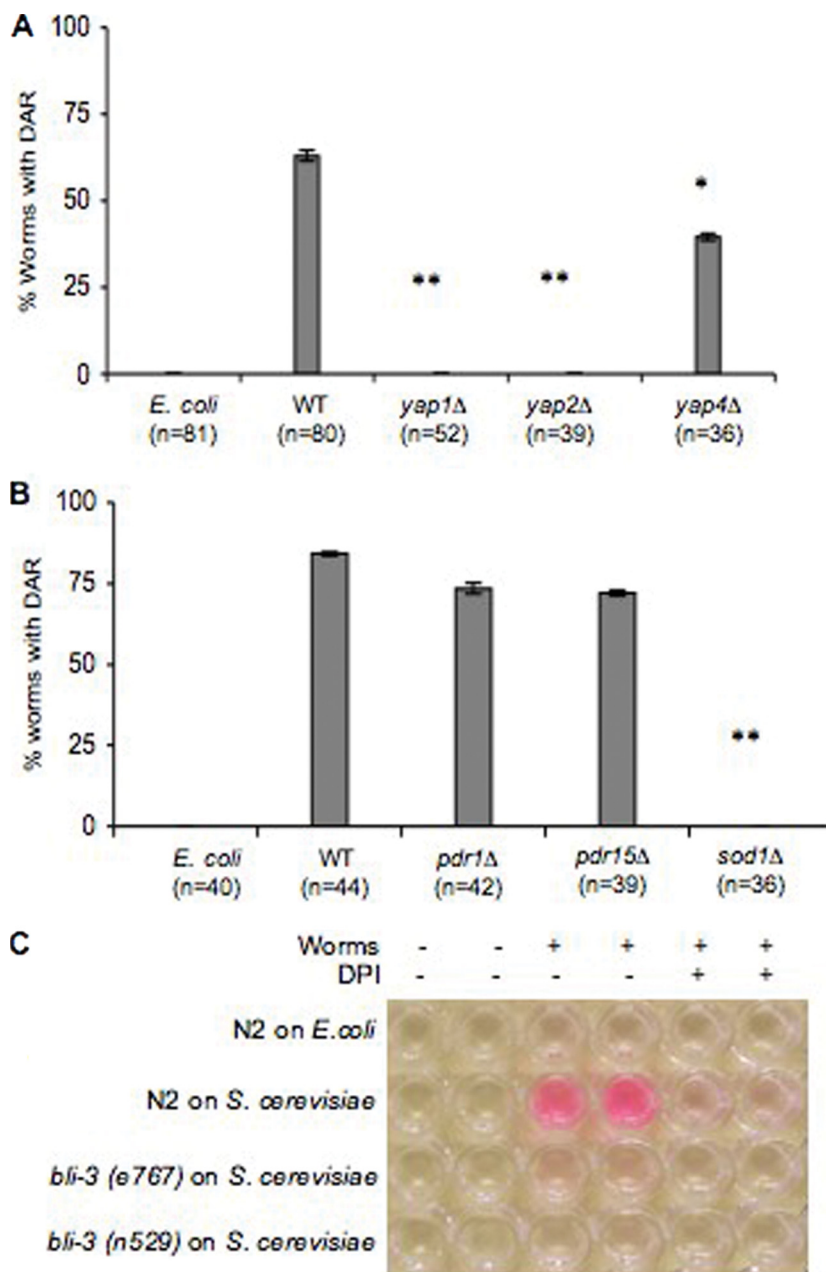 A
% Worms with DAR
100
75
50
25
0
*
**
**
E. coli WT yap1Δ yap2Δ yap4Δ
(n=81) (n=80) (n=52) (n=39) (n=36)
B
% worms with DAR
100
75
50
25
0
**
E. coli WT pdr1Δ pdr15Δ sod1Δ
(n=40) (n=44) (n=42) (n=39) (n=36)
C
Worms - - + + + +
DPI - - - - + +
N2 on E.coli
N2 on S. cerevisiae
bli-3 (e767) on S. cerevisiae
bli-3 (n529) on S. cerevisiae